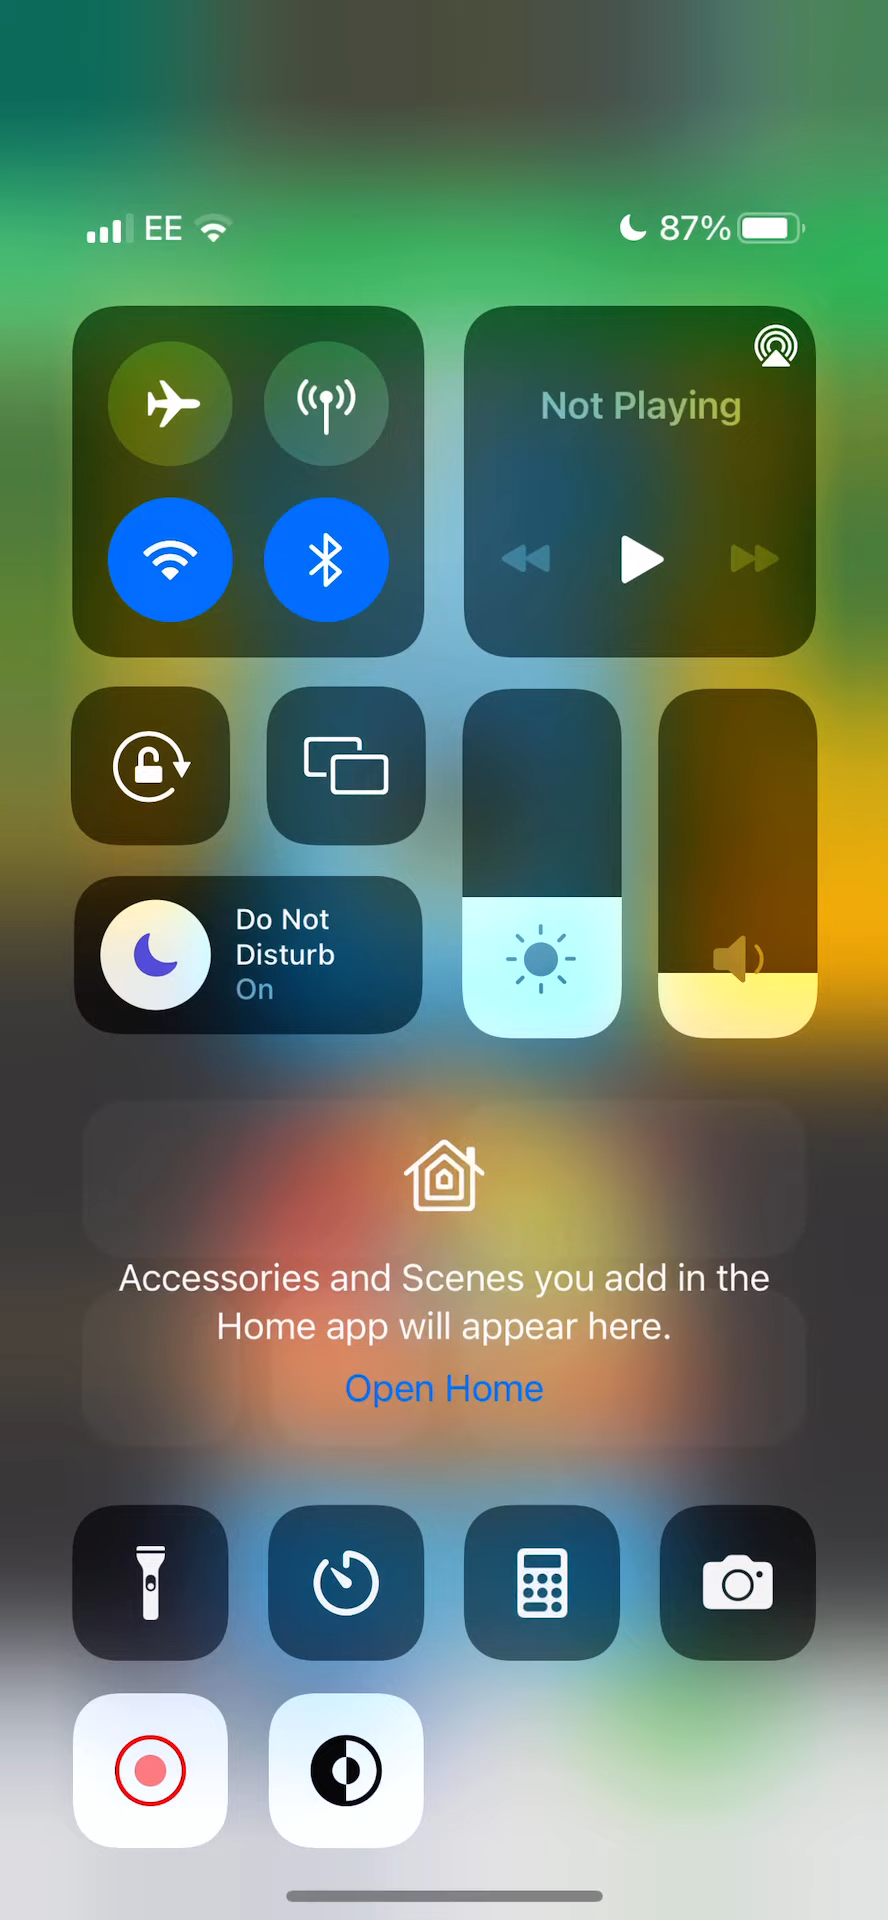 EE 87%
Not Playing
Do Not
Disturb
On
Accessories and Scenes you add in the
Home app will appear here.
Open Home